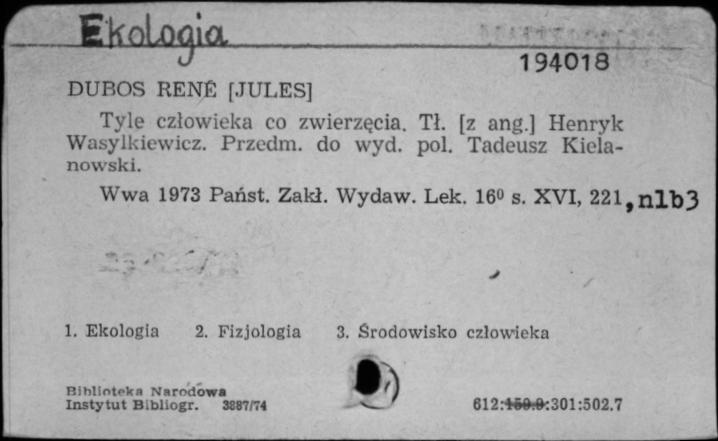 Ekologia
194018
DUBOS RENÉ [JULES]
Tyle człowieka co zwierzęcia. Tł. [z ang.] Henryk
Wasylkiewicz. Przedm. do wyd. pol. Tadeusz Kiela-
nowski.
Wwa 1973 Państ. Zakł. Wydaw. Lek. 16⁰ s. XVI, 221, nlb3
1. Ekologia 2. Fizjologia 3. Środowisko człowieka
Biblioteka Narodowa
Instytut Bibliogr. 3887/74
612:159.9:301:502.7